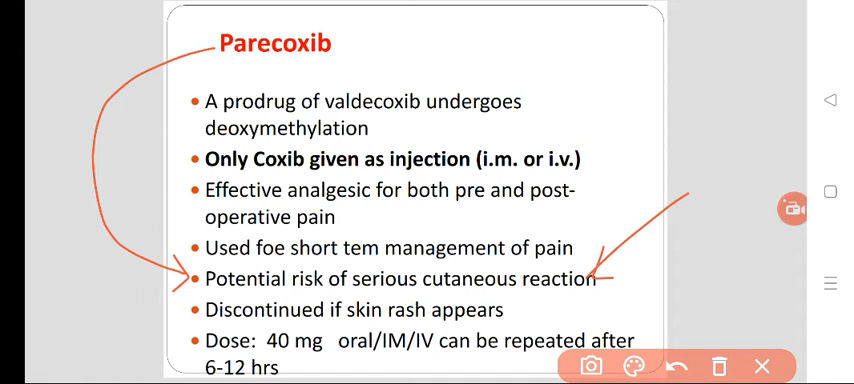 Parecoxib
• A prodrug of valdecoxib undergoes
deoxymethylation
• Only Coxib given as injection (i.m. or i.v.)
• Effective analgesic for both pre and post-
operative pain
• Used foe short tem management of pain
• Potential risk of serious cutaneous reaction
• Discontinued if skin rash appears
• Dose: 40 mg oral/IM/IV can be repeated after
6-12 hrs